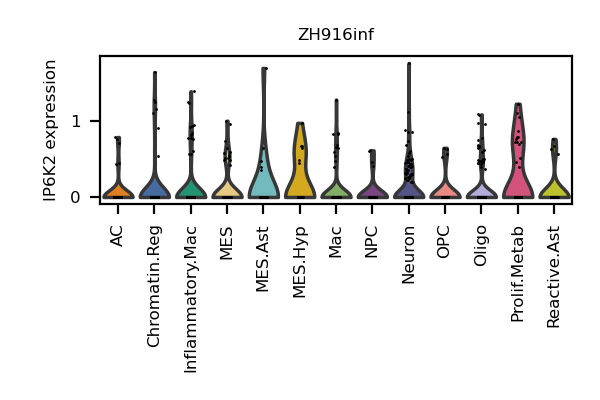 ZH916inf
IP6K2 expression
1
0
AC
Chromatin.Reg
Inflammatory.Mac
MES
MES.Ast
MES.Hyp
Mac
NPC
Neuron
OPC
Oligo
Prolif.Metab
Reactive.Ast